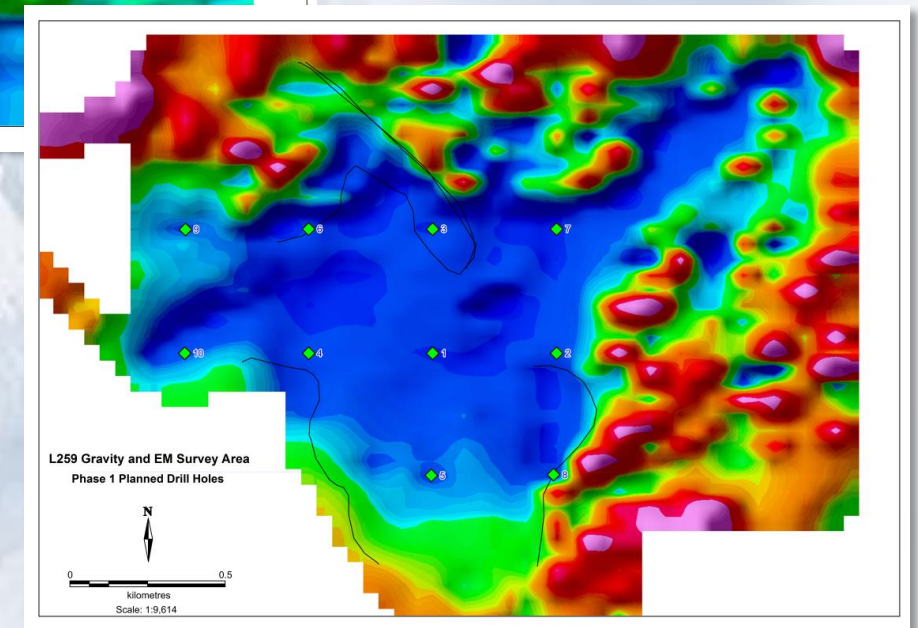 9
6
3
7
10
4
1
2
5
8
L259 Gravity and EM Survey Area
Phase 1 Planned Drill Holes
N
0 0.5
kilometres
Scale: 1:9,614